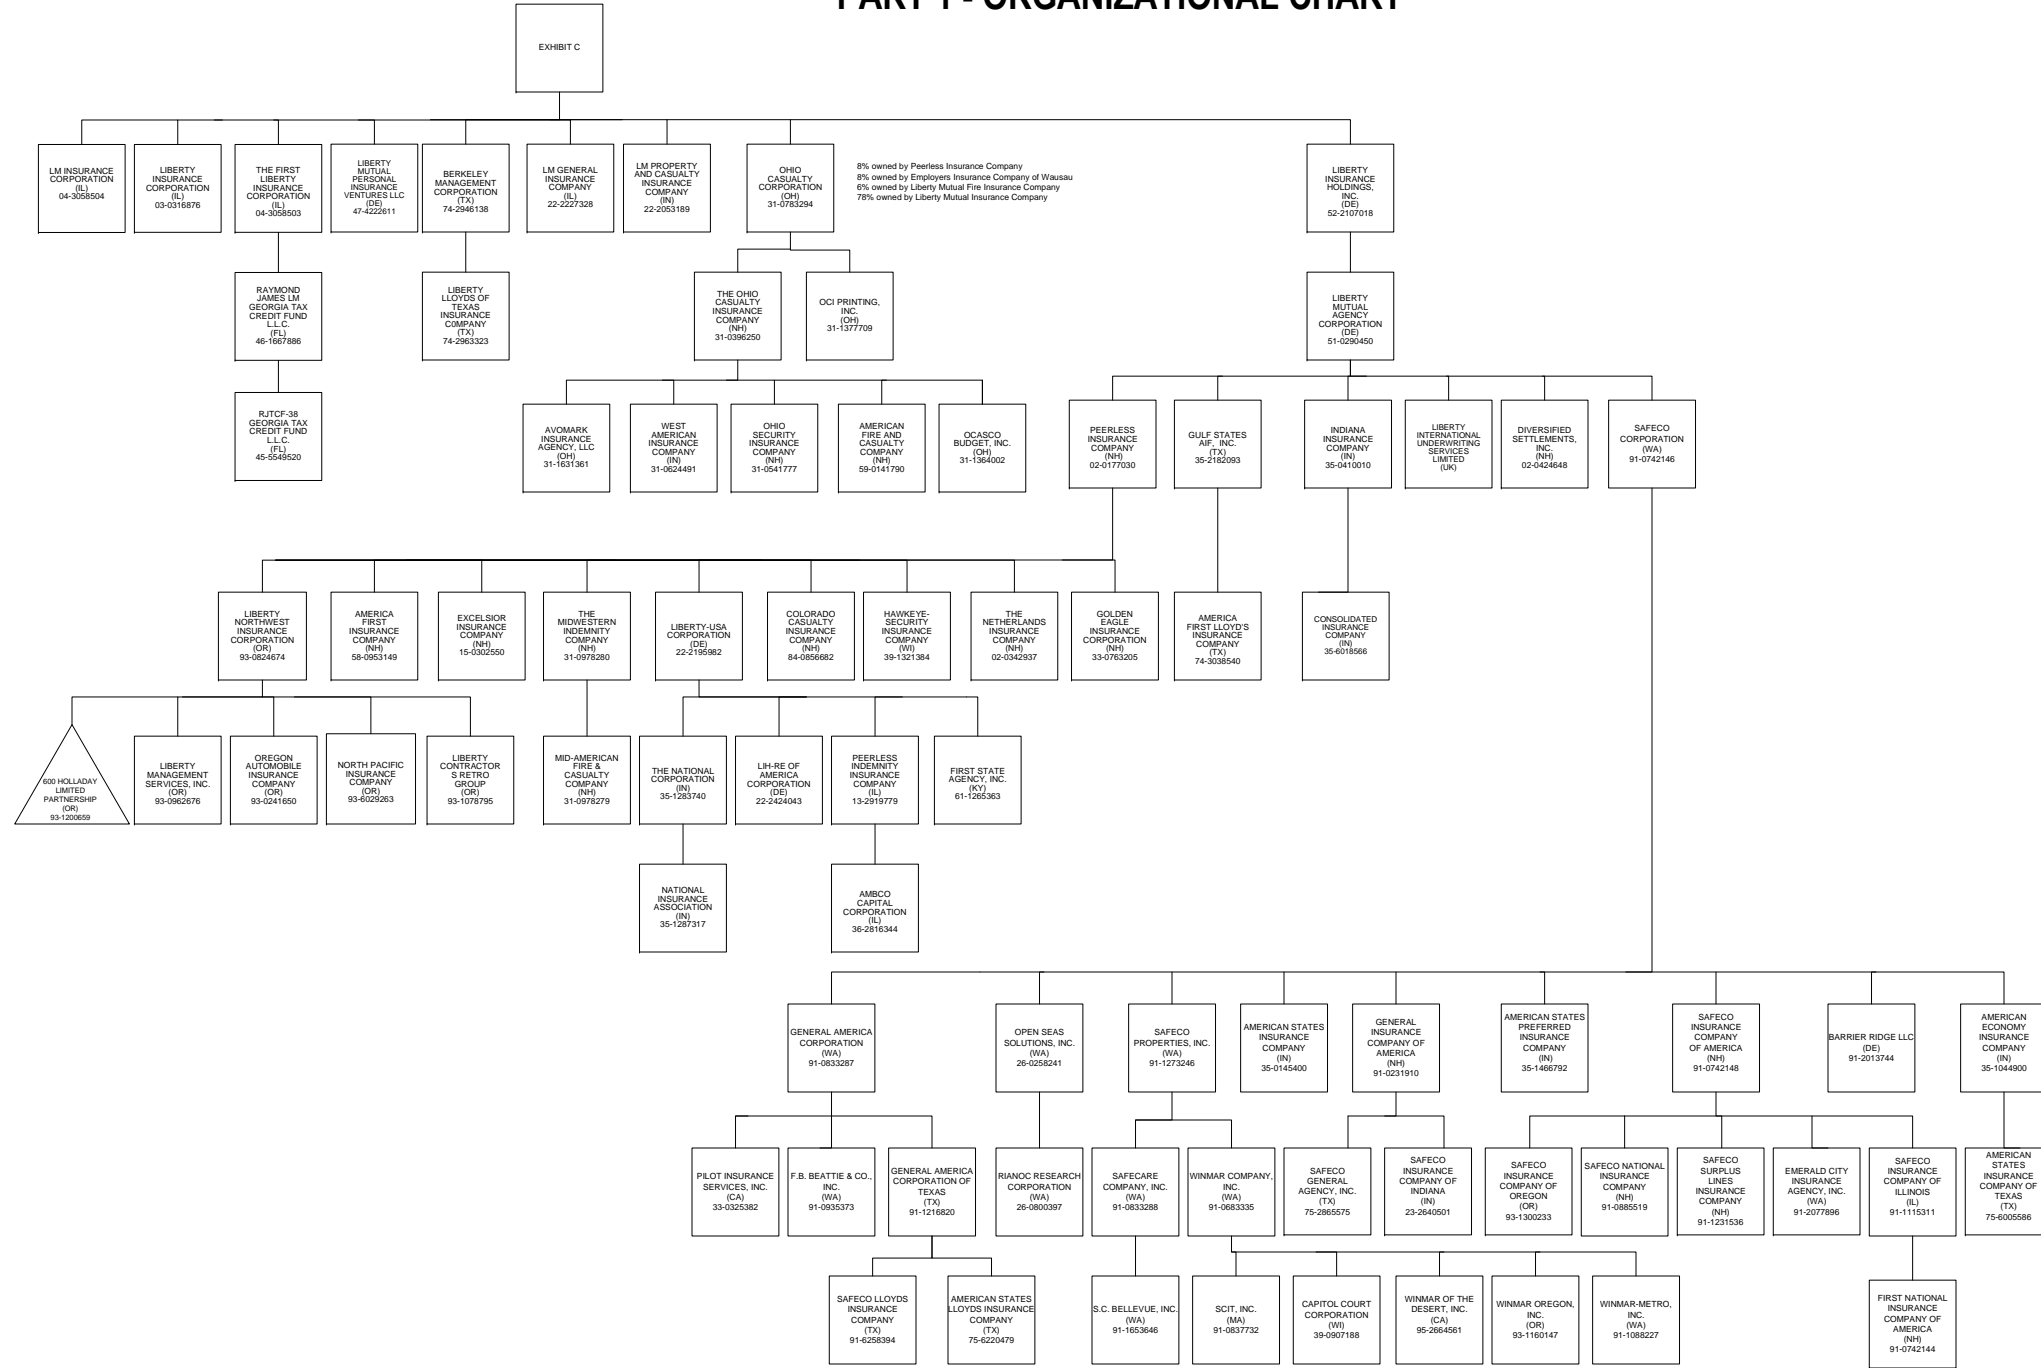 PART 1 - ORGANIZATIONAL CHART
EXHIBIT C
LM INSURANCE
CORPORATION
(IL)
04-3058504
LIBERTY
INSURANCE
CORPORATION
(IL)
03-0316876
THE FIRST
LIBERTY
INSURANCE
CORPORATION
(IL)
04-3058503
LIBERTY
MUTUAL
PERSONAL
INSURANCE
VENTURES LLC
(DE)
47-4222611
BERKELEY
MANAGEMENT
CORPORATION
(TX)
74-2946138
LM GENERAL
INSURANCE
COMPANY
(IL)
22-2227328
LM PROPERTY
AND CASUALTY
INSURANCE
COMPANY
(IN)
22-2053189
OHIO
CASUALTY
CORPORATION
(OH)
31-0783294
8% owned by Peerless Insurance Company
8% owned by Employers Insurance Company of Wausau
6% owned by Liberty Mutual Fire Insurance Company
78% owned by Liberty Mutual Insurance Company
LIBERTY
INSURANCE
HOLDINGS,
INC.
(DE)
52-2107018
RAYMOND
JAMES LM
GEORGIA TAX
CREDIT FUND
L.L.C.
(FL)
46-1667886
LIBERTY
LLOYDS OF
TEXAS
INSURANCE
C0MPANY
(TX)
74-2963323
THE OHIO
CASUALTY
INSURANCE
COMPANY
(NH)
31-0396250
OCI PRINTING,
INC.
(OH)
31-1377709
LIBERTY
MUTUAL
AGENCY
CORPORATION
(DE)
51-0290450
RJTCF-38
GEORGIA TAX
CREDIT FUND
L.L.C.
(FL)
45-5549520
AVOMARK
INSURANCE
AGENCY, LLC
(OH)
31-1631361
WEST
AMERICAN
INSURANCE
COMPANY
(IN)
31-0624491
OHIO
SECURITY
INSURANCE
COMPANY
(NH)
31-0541777
AMERICAN
FIRE AND
CASUALTY
COMPANY
(NH)
59-0141790
OCASCO
BUDGET, INC.
(OH)
31-1364002
PEERLESS
INSURANCE
COMPANY
(NH)
02-0177030
GULF STATES
AIF, INC.
(TX)
35-2182093
INDIANA
INSURANCE
COMPANY
(IN)
35-0410010
LIBERTY
INTERNATIONAL
UNDERWRITING
SERVICES
LIMITED
(UK)
DIVERSIFIED
SETTLEMENTS,
INC.
(NH)
02-0424648
SAFECO
CORPORATION
(WA)
91-0742146
LIBERTY
NORTHWEST
INSURANCE
CORPORATION
(OR)
93-0824674
AMERICA
FIRST
INSURANCE
COMPANY
(NH)
58-0953149
EXCELSIOR
INSURANCE
COMPANY
(NH)
15-0302550
THE
MIDWESTERN
INDEMNITY
COMPANY
(NH)
31-0978280
LIBERTY-USA
CORPORATION
(DE)
22-2195982
COLORADO
CASUALTY
INSURANCE
COMPANY
(NH)
84-0856682
HAWKEYE-
SECURITY
INSURANCE
COMPANY
(WI)
39-1321384
THE
NETHERLANDS
INSURANCE
COMPANY
(NH)
02-0342937
GOLDEN
EAGLE
INSURANCE
CORPORATION
(NH)
33-0763205
AMERICA
FIRST LLOYD'S
INSURANCE
COMPANY
(TX)
74-3038540
CONSOLIDATED
INSURANCE
COMPANY
(IN)
35-6018566
600 HOLLADAY
LIMITED
PARTNERSHIP
(OR)
93-1200659
LIBERTY
MANAGEMENT
SERVICES, INC.
(OR)
93-0962676
OREGON
AUTOMOBILE
INSURANCE
COMPANY
(OR)
93-0241650
NORTH PACIFIC
INSURANCE
COMPANY
(OR)
93-6029263
LIBERTY
CONTRACTOR
S RETRO
GROUP
(OR)
93-1078795
MID-AMERICAN
FIRE &
CASUALTY
COMPANY
(NH)
31-0978279
THE NATIONAL
CORPORATION
(IN)
35-1283740
LIH-RE OF
AMERICA
CORPORATION
(DE)
22-2424043
PEERLESS
INDEMNITY
INSURANCE
COMPANY
(IL)
13-2919779
FIRST STATE
AGENCY, INC.
(KY)
61-1265363
NATIONAL
INSURANCE
ASSOCIATION
(IN)
35-1287317
AMBCO
CAPITAL
CORPORATION
(IL)
36-2816344
GENERAL AMERICA
CORPORATION
(WA)
91-0833287
OPEN SEAS
SOLUTIONS, INC.
(WA)
26-0258241
SAFECO
PROPERTIES, INC.
(WA)
91-1273246
AMERICAN STATES
INSURANCE
COMPANY
(IN)
35-0145400
GENERAL
INSURANCE
COMPANY OF
AMERICA
(NH)
91-0231910
AMERICAN STATES
PREFERRED
INSURANCE
COMPANY
(IN)
35-1466792
SAFECO
INSURANCE
COMPANY
OF AMERICA
(NH)
91-0742148
BARRIER RIDGE LLC
(DE)
91-2013744
AMERICAN
ECONOMY
INSURANCE
COMPANY
(IN)
35-1044900
PILOT INSURANCE
SERVICES, INC.
(CA)
33-0325382
F.B. BEATTIE & CO.,
INC.
(WA)
91-0935373
GENERAL AMERICA
CORPORATION OF
TEXAS
(TX)
91-1216820
RIANOC RESEARCH
CORPORATION
(WA)
26-0800397
SAFECARE
COMPANY, INC.
(WA)
91-0833288
WINMAR COMPANY,
INC.
(WA)
91-0683335
SAFECO
GENERAL
AGENCY, INC.
(TX)
75-2865575
SAFECO
INSURANCE
COMPANY OF
INDIANA
(IN)
23-2640501
SAFECO
INSURANCE
COMPANY OF
OREGON
(OR)
93-1300233
SAFECO NATIONAL
INSURANCE
COMPANY
(NH)
91-0885519
SAFECO
SURPLUS
LINES
INSURANCE
COMPANY
(NH)
91-1231536
EMERALD CITY
INSURANCE
AGENCY, INC.
(WA)
91-2077896
SAFECO
INSURANCE
COMPANY OF
ILLINOIS
(IL)
91-1115311
AMERICAN
STATES
INSURANCE
COMPANY OF
TEXAS
(TX)
75-6005586
SAFECO LLOYDS
INSURANCE
COMPANY
(TX)
91-6258394
AMERICAN STATES
LLOYDS INSURANCE
COMPANY
(TX)
75-6220479
S.C. BELLEVUE, INC.
(WA)
91-1653646
SCIT, INC.
(MA)
91-0837732
CAPITOL COURT
CORPORATION
(WI)
39-0907188
WINMAR OF THE
DESERT, INC.
(CA)
95-2664561
WINMAR OREGON,
INC.
(OR)
93-1160147
WINMAR-METRO,
INC.
(WA)
91-1088227
FIRST NATIONAL
INSURANCE
COMPANY OF
AMERICA
(NH)
91-0742144